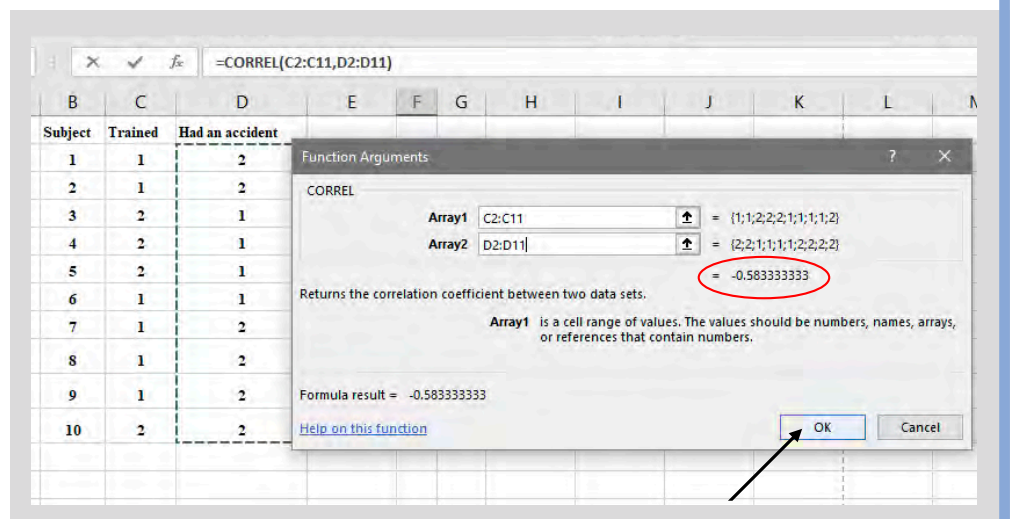 fx =CORREL(C2:C11,D2:D11)
B C D E F G H I J K L
Subject Trained Had an accident
1 1 2
2 1 2
3 2 1
4 2 1
5 2 1
6 1 1
7 1 2
8 1 2
9 1 2
10 2 2
Function Arguments ? ×
CORREL
Array1 C2:C11 = {1;1;2;2;2;1;1;1;1;2}
Array2 D2:D11 = {2;2;1;1;1;1;2;2;2;2}
= -0.583333333
Returns the correlation coefficient between two data sets.
Array1 is a cell range of values. The values should be numbers, names, arrays,
or references that contain numbers.
Formula result = -0.583333333
Help on this function OK Cancel